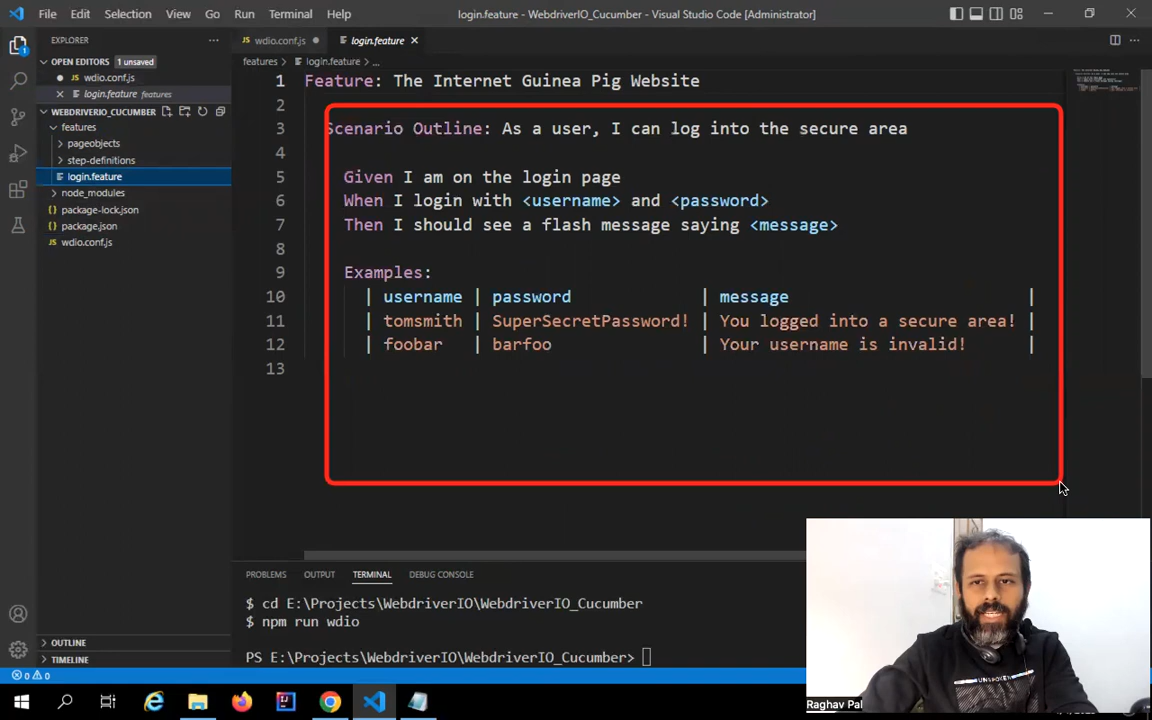 File Edit Selection View Go Run Terminal Help login.feature - WebdriverIO_Cucumber - Visual Studio Code [Administrator]
EXPLORER ...
wdio.conf.js ●
login.feature ×
OPEN EDITORS 1 unsaved
features > login.feature > ...
● JS wdio.conf.js
× login.feature features
WEBDRIVERIO_CUCUMBER
features
pageobjects
step-definitions
login.feature
node_modules
package-lock.json
package.json
JS wdio.conf.js
1 Feature: The Internet Guinea Pig Website
2
3 Scenario Outline: As a user, I can log into the secure area
4
5 Given I am on the login page
6 When I login with <username> and <password>
7 Then I should see a flash message saying <message>
8
9 Examples:
10 | username | password | message |
11 | tomsmith | SuperSecretPassword! | You logged into a secure area! |
12 | foobar | barfoo | Your username is invalid! |
13
PROBLEMS OUTPUT TERMINAL DEBUG CONSOLE
$ cd E:\Projects\WebdriverIO\WebdriverIO_Cucumber
$ npm run wdio
PS E:\Projects\WebdriverIO\WebdriverIO_Cucumber>
OUTLINE
TIMELINE
0 0
Raghav Pal